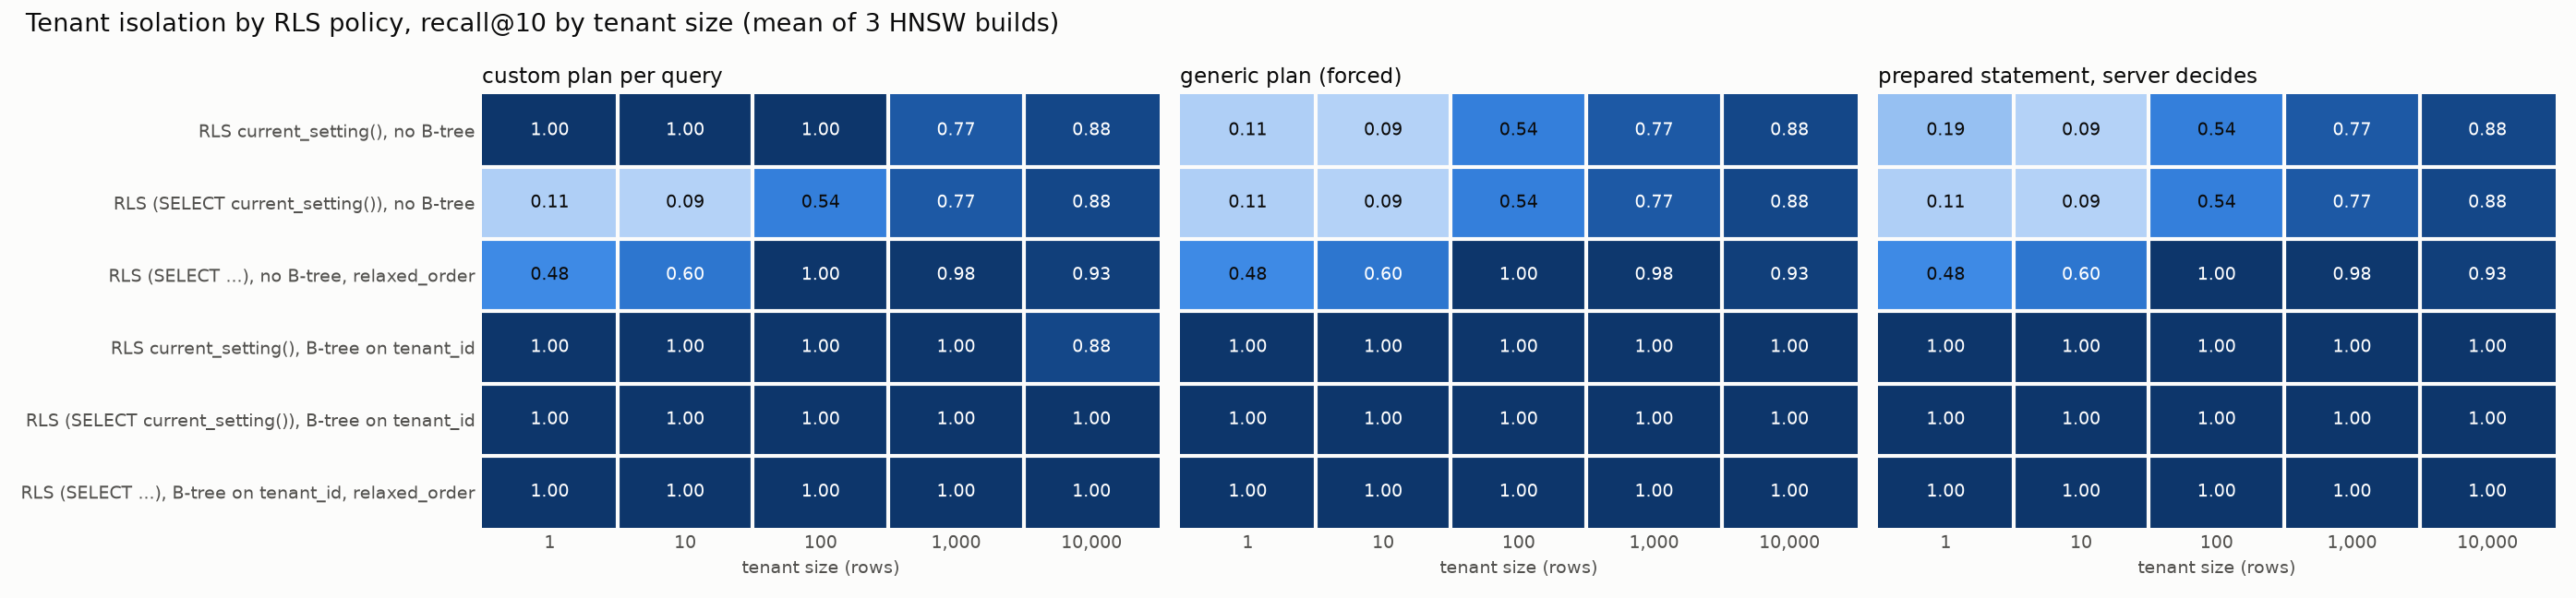 Tenant isolation by RLS policy, recall@10 by tenant size (mean of 3 HNSW builds)
custom plan per query generic plan (forced) prepared statement, server decides
RLS current_setting(), no B-tree 1.00 1.00 1.00 0.77 0.88 0.11 0.09 0.54 0.77 0.88 0.19 0.09 0.54 0.77 0.88
RLS (SELECT current_setting()), no B-tree 0.11 0.09 0.54 0.77 0.88 0.11 0.09 0.54 0.77 0.88 0.11 0.09 0.54 0.77 0.88
RLS (SELECT ...), no B-tree, relaxed_order 0.48 0.60 1.00 0.98 0.93 0.48 0.60 1.00 0.98 0.93 0.48 0.60 1.00 0.98 0.93
RLS current_setting(), B-tree on tenant_id 1.00 1.00 1.00 1.00 0.88 1.00 1.00 1.00 1.00 1.00 1.00 1.00 1.00 1.00 1.00
RLS (SELECT current_setting()), B-tree on tenant_id 1.00 1.00 1.00 1.00 1.00 1.00 1.00 1.00 1.00 1.00 1.00 1.00 1.00 1.00 1.00
RLS (SELECT ...), B-tree on tenant_id, relaxed_order 1.00 1.00 1.00 1.00 1.00 1.00 1.00 1.00 1.00 1.00 1.00 1.00 1.00 1.00 1.00
1 10 100 1,000 10,000 1 10 100 1,000 10,000 1 10 100 1,000 10,000
tenant size (rows) tenant size (rows) tenant size (rows)